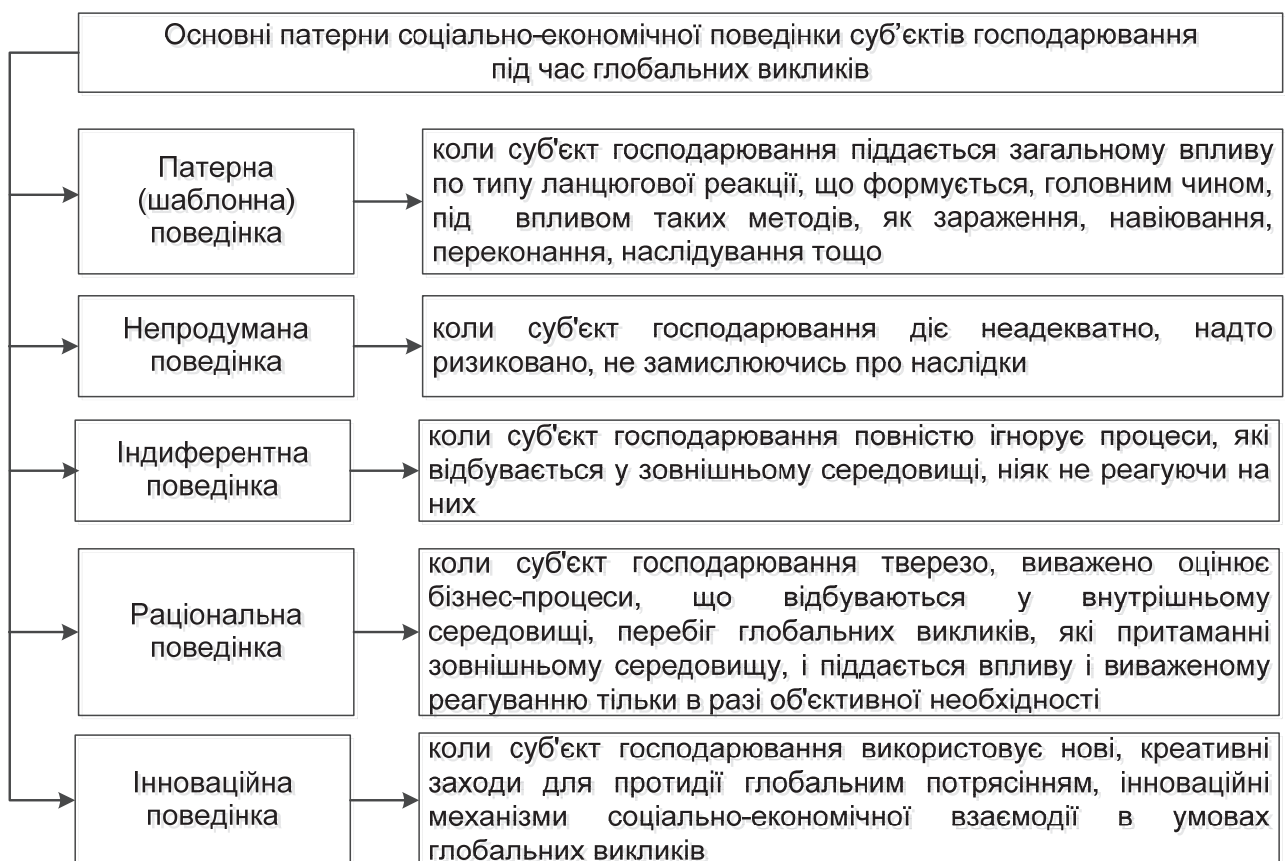 Основні патерни соціально-економічної поведінки суб’єктів господарювання
під час глобальних викликів
Патерна
(шаблонна)
поведінка
коли суб'єкт господарювання піддається загальному впливу
по типу ланцюгової реакції, що формується, головним чином,
під впливом таких методів, як зараження, навіювання,
переконання, наслідування тощо
Непродумана
поведінка
коли суб'єкт господарювання діє неадекватно, надто
ризиковано, не замислюючись про наслідки
Індиферентна
поведінка
коли суб'єкт господарювання повністю ігнорує процеси, які
відбувається у зовнішньому середовищі, ніяк не реагуючи на
них
Раціональна
поведінка
коли суб'єкт господарювання тверезо, виважено оцінює
бізнес-процеси, що відбуваються у внутрішньому
середовищі, перебіг глобальних викликів, які притаманні
зовнішньому середовищу, і піддається впливу і виваженому
реагуванню тільки в разі об'єктивної необхідності
Інноваційна
поведінка
коли суб'єкт господарювання використовує нові, креативні
заходи для протидії глобальним потрясінням, інноваційні
механізми соціально-економічної взаємодії в умовах
глобальних викликів